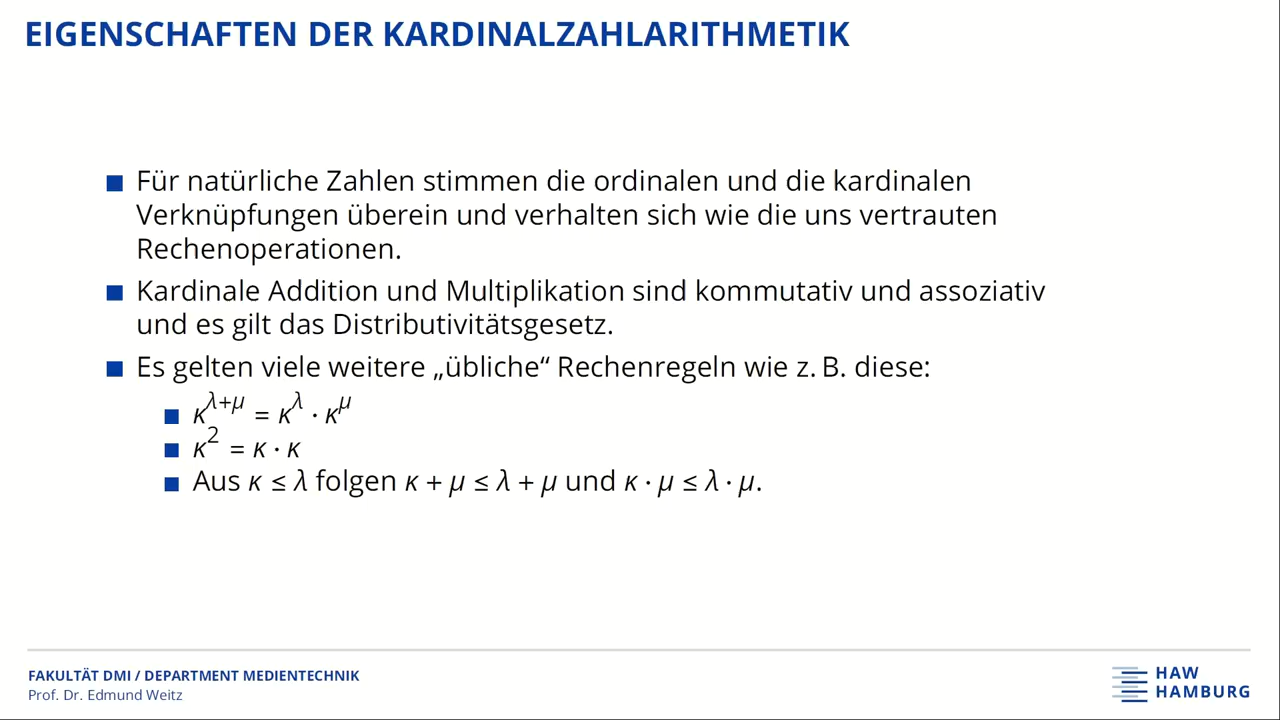 EIGENSCHAFTEN DER KARDINALZAHLARITHMETIK
■ Für natürliche Zahlen stimmen die ordinalen und die kardinalen
Verknüpfungen überein und verhalten sich wie die uns vertrauten
Rechenoperationen.
■ Kardinale Addition und Multiplikation sind kommutativ und assoziativ
und es gilt das Distributivitätsgesetz.
■ Es gelten viele weitere „übliche“ Rechenregeln wie z. B. diese:
■ κ^{λ+μ} = κ^λ · κ^μ
■ κ² = κ · κ
■ Aus κ ≤ λ folgen κ + μ ≤ λ + μ und κ · μ ≤ λ · μ.
FAKULTÄT DMI / DEPARTMENT MEDIENTECHNIK
Prof. Dr. Edmund Weitz
HAW
HAMBURG